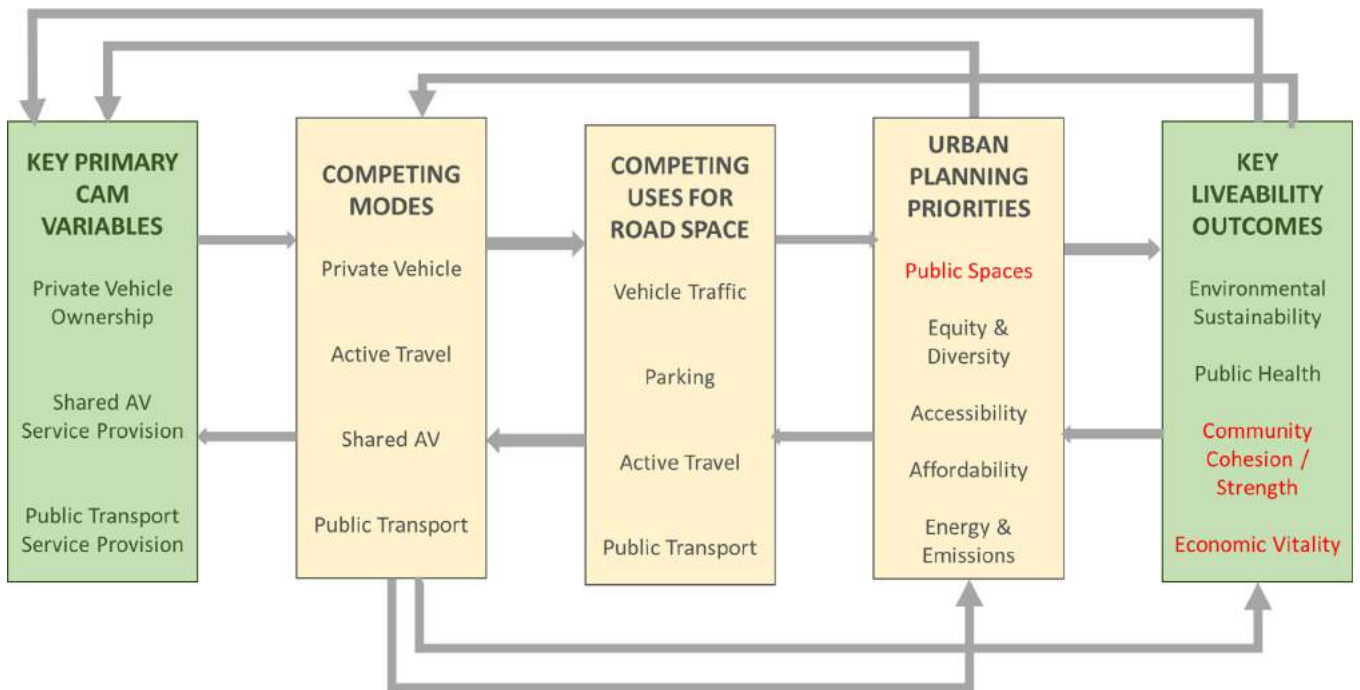 KEY PRIMARY
CAM
VARIABLES
Private Vehicle
Ownership
Shared AV
Service Provision
Public Transport
Service Provision
COMPETING
MODES
Private Vehicle
Active Travel
Shared AV
Public Transport
COMPETING
USES FOR
ROAD SPACE
Vehicle Traffic
Parking
Active Travel
Public Transport
URBAN
PLANNING
PRIORITIES
Public Spaces
Equity &
Diversity
Accessibility
Affordability
Energy &
Emissions
KEY
LIVEABILITY
OUTCOMES
Environmental
Sustainability
Public Health
Community
Cohesion /
Strength
Economic Vitality